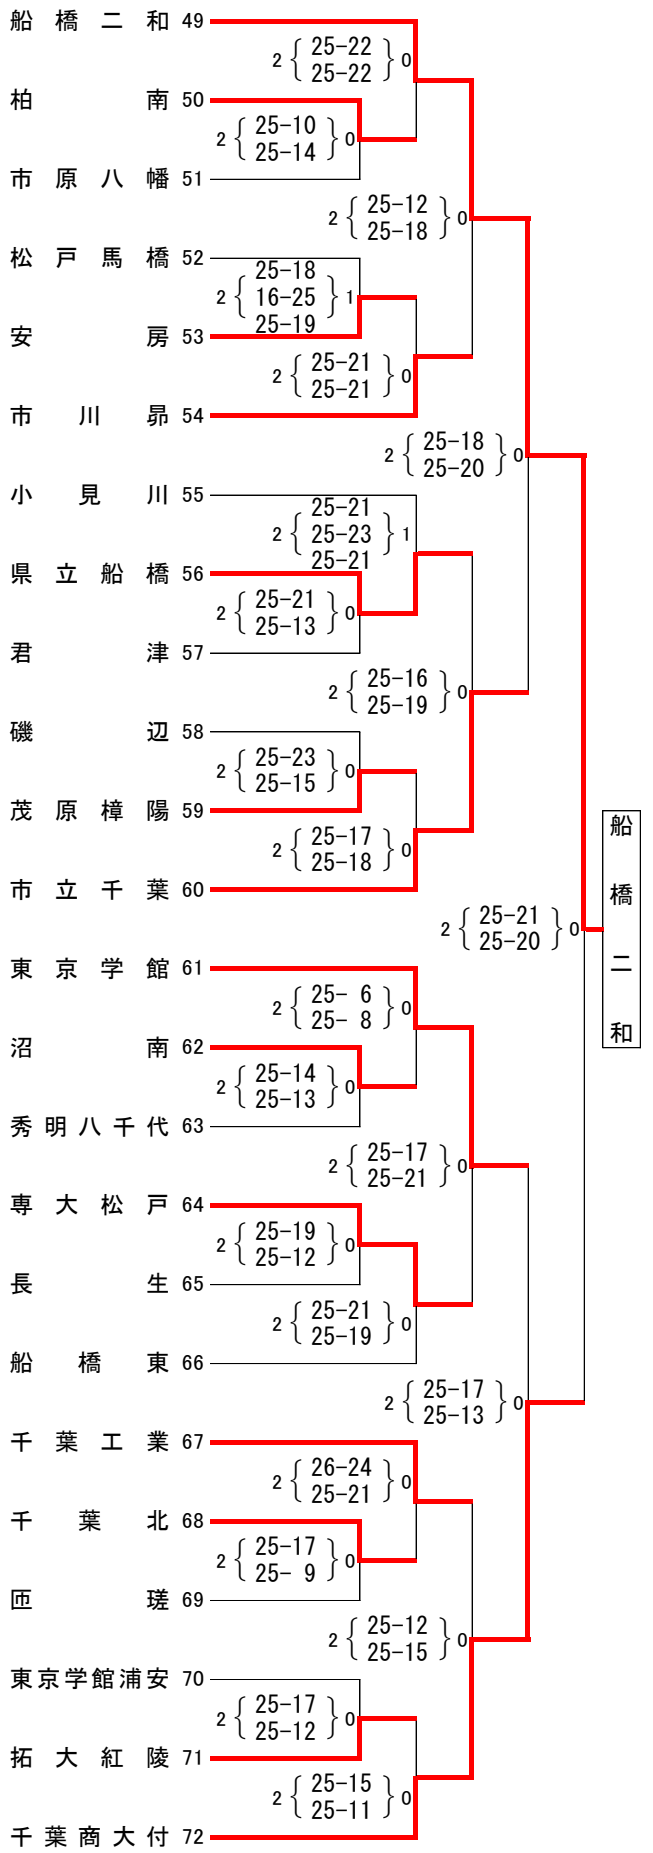 船橋二和 49
2 { 25-22 } 0
25-22
柏南 50
2 { 25-10 } 0
25-14
市原八幡 51
2 { 25-12 } 0
25-18
松戸馬橋 52
25-18
2 { 16-25 } 1
25-19
安房 53
2 { 25-21 } 0
25-21
市川昴 54
2 { 25-18 } 0
25-20
小見川 55
25-21
2 { 25-23 } 1
25-21
県立船橋 56
2 { 25-21 } 0
25-13
君津 57
2 { 25-16 } 0
25-19
磯辺 58
2 { 25-23 } 0
25-15
茂原樟陽 59
2 { 25-17 } 0
25-18
市立千葉 60
2 { 25-21 } 0
25-20
船橋二和
東京学館 61
2 { 25- 6 } 0
25- 8
沼南 62
2 { 25-14 } 0
25-13
秀明八千代 63
2 { 25-17 } 0
25-21
専大松戸 64
2 { 25-19 } 0
25-12
長生 65
2 { 25-21 } 0
25-19
船橋東 66
2 { 25-17 } 0
25-13
千葉工業 67
2 { 26-24 } 0
25-21
千葉北 68
2 { 25-17 } 0
25- 9
匝瑳 69
2 { 25-12 } 0
25-15
東京学館浦安 70
2 { 25-17 } 0
25-12
拓大紅陵 71
2 { 25-15 } 0
25-11
千葉商大付 72